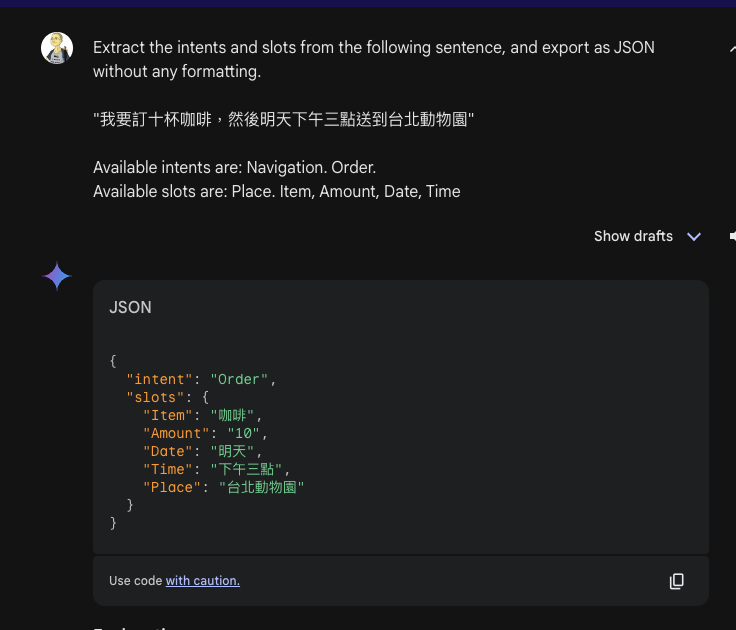 Extract the intents and slots from the following sentence, and export as JSON
without any formatting.
"我要訂十杯咖啡，然後明天下午三點送到台北動物園"
Available intents are: Navigation. Order.
Available slots are: Place. Item, Amount, Date, Time
Show drafts
JSON
{
"intent": "Order",
"slots": {
"Item": "咖啡",
"Amount": "10",
"Date": "明天",
"Time": "下午三點",
"Place": "台北動物園"
}
}
Use code with caution.